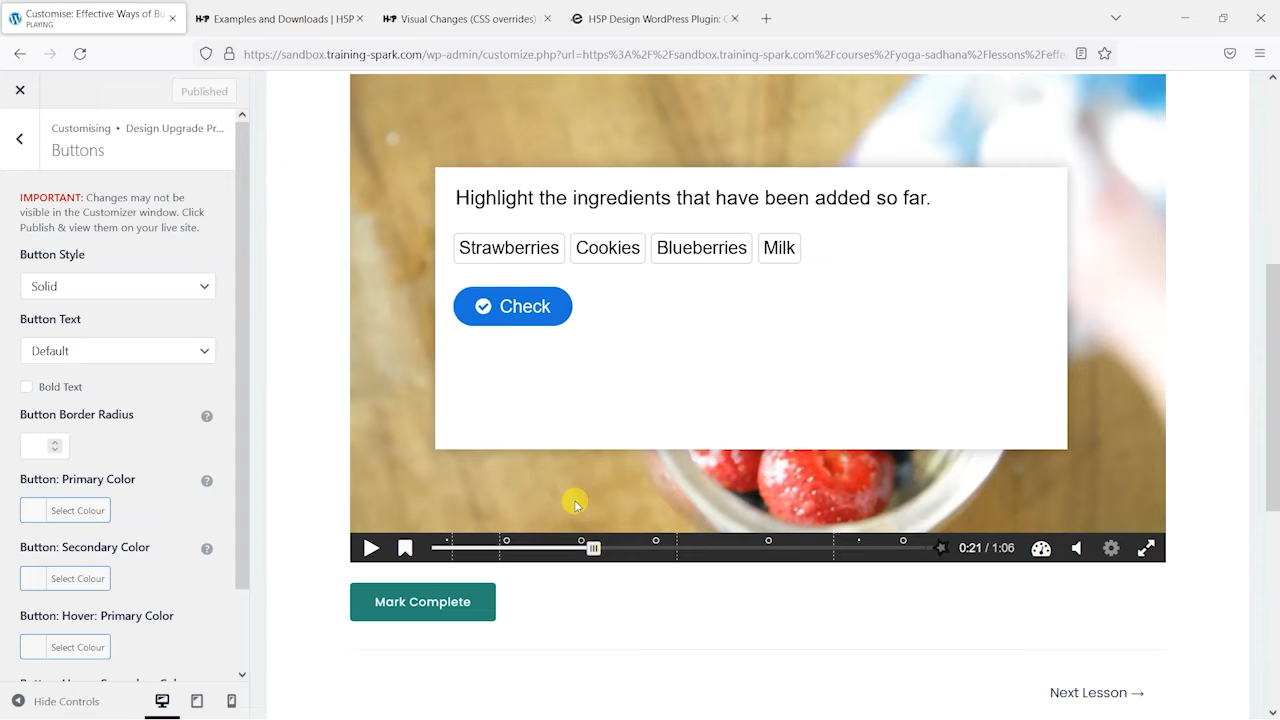 Customise: Effective Ways of Bu
PLAYING
H-P Examples and Downloads | H5P
H-P Visual Changes (CSS overrides)
H5P Design WordPress Plugin: C
https://sandbox.training-spark.com/wp-admin/customize.php?url=https%3A%2F%2Fsandbox.training-spark.com%2Fcourses%2Fyoga-sadhana%2Flessons%2Feffe
Published
Customising ▸ Design Upgrade Pr...
Buttons
IMPORTANT: Changes may not be
visible in the Customizer window. Click
Publish & view them on your live site.
Button Style
Solid
Button Text
Default
Bold Text
Button Border Radius
Button: Primary Color
Select Colour
Button: Secondary Color
Select Colour
Button: Hover: Primary Color
Select Colour
Hide Controls
Highlight the ingredients that have been added so far.
Strawberries Cookies Blueberries Milk
Check
0:21 / 1:06
Mark Complete
Next Lesson →